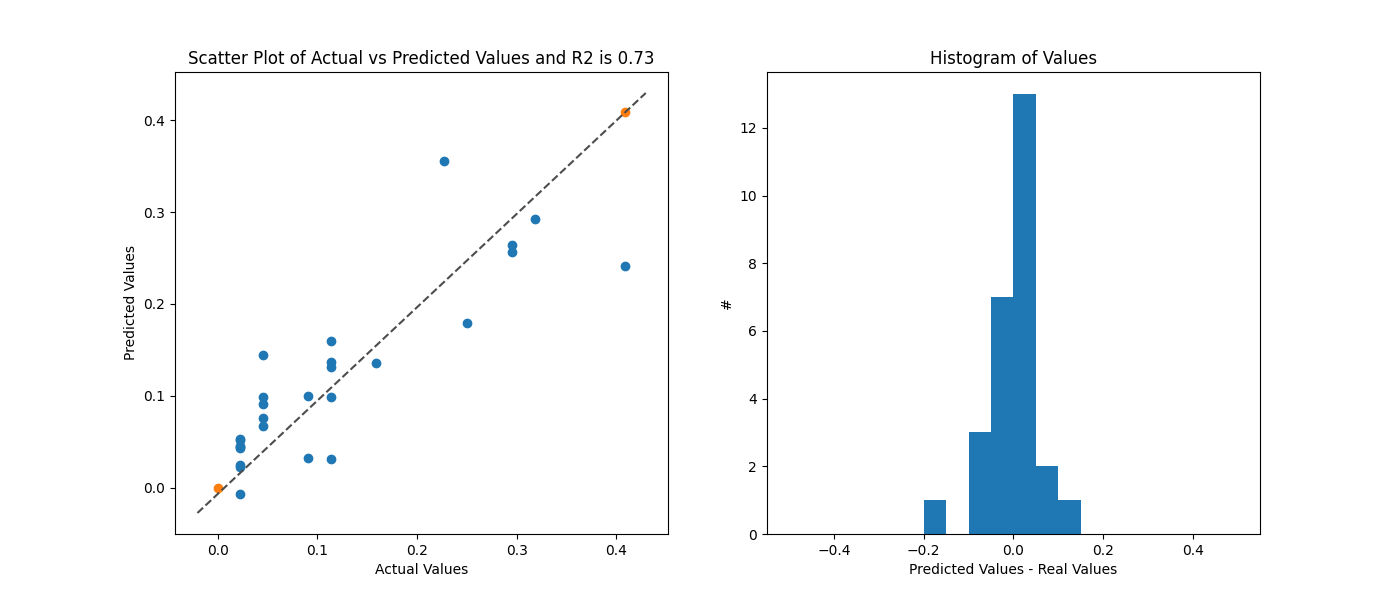 Scatter Plot of Actual vs Predicted Values and R2 is 0.73
0.4
0.3
0.2
0.1
0.0
Predicted Values
0.0 0.1 0.2 0.3 0.4
Actual Values
Histogram of Values
12
10
8
6
4
2
0
#
−0.4 −0.2 0.0 0.2 0.4
Predicted Values - Real Values